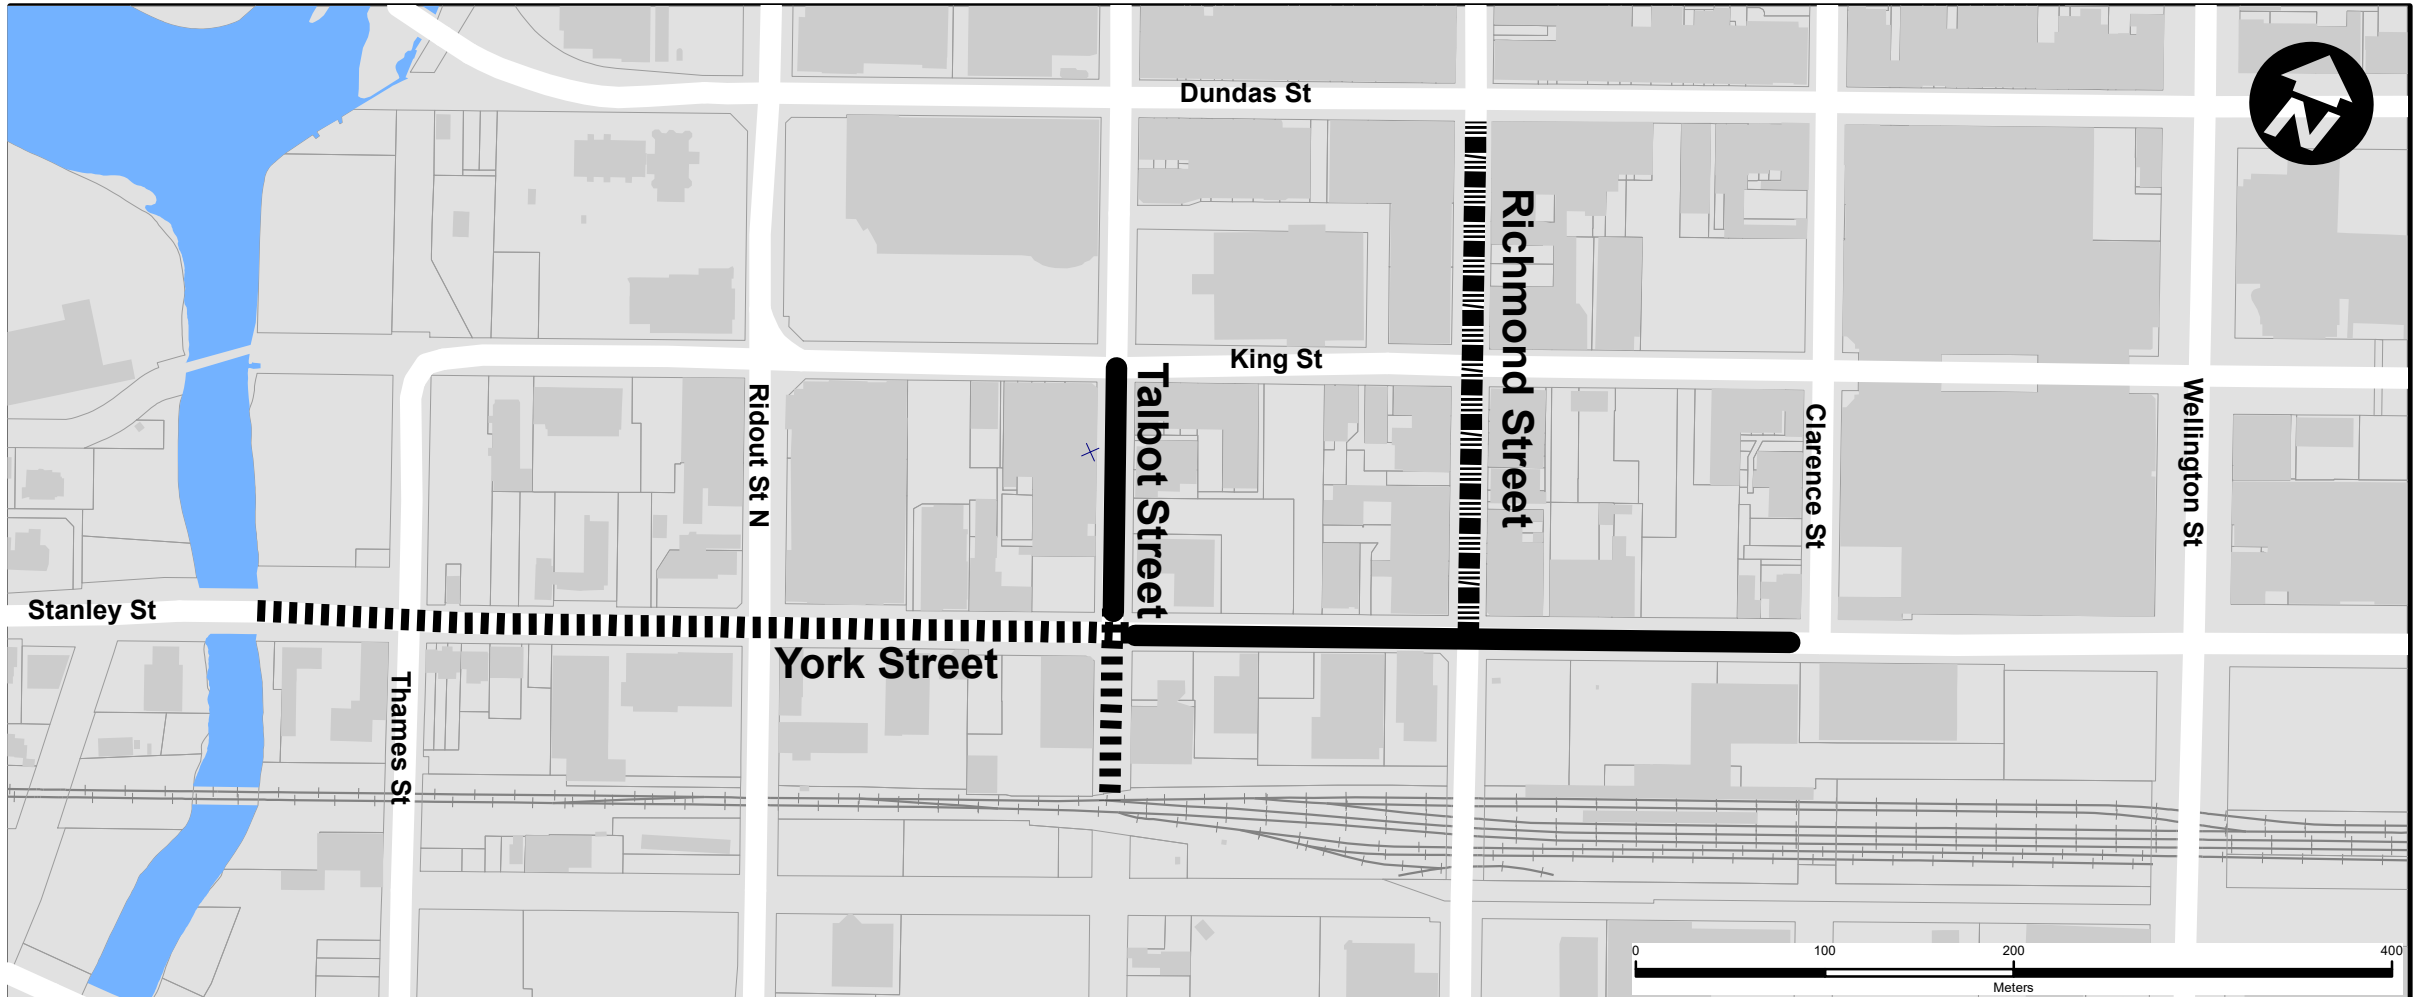 Dundas St
N
Richmond Street
King St
Talbot Street
Ridout St N
Wellington St
Clarence St
Stanley St
York Street
Thames St
0 100 200 400
Meters